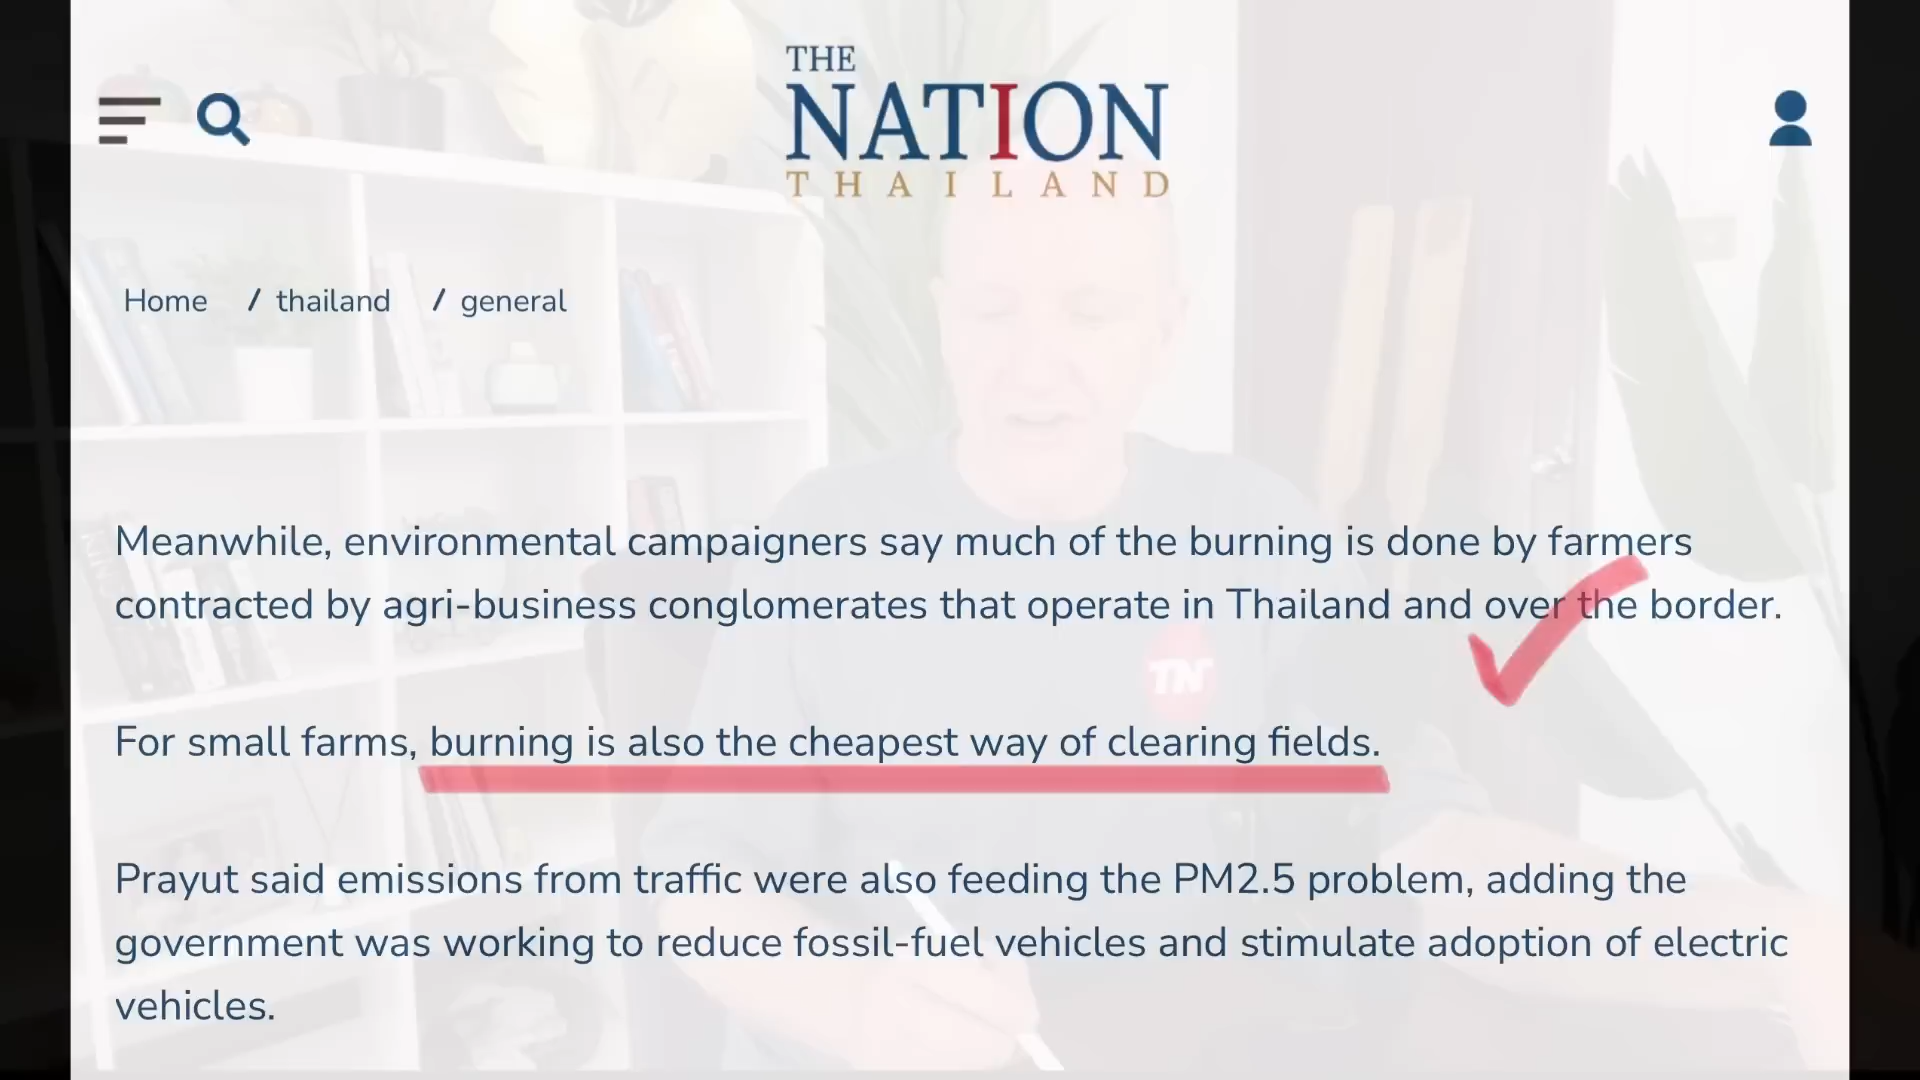 THE
NATION
THAILAND
Home / thailand / general
Meanwhile, environmental campaigners say much of the burning is done by farmers
contracted by agri-business conglomerates that operate in Thailand and over the border.
TN
For small farms, burning is also the cheapest way of clearing fields.
Prayut said emissions from traffic were also feeding the PM2.5 problem, adding the
government was working to reduce fossil-fuel vehicles and stimulate adoption of electric
vehicles.